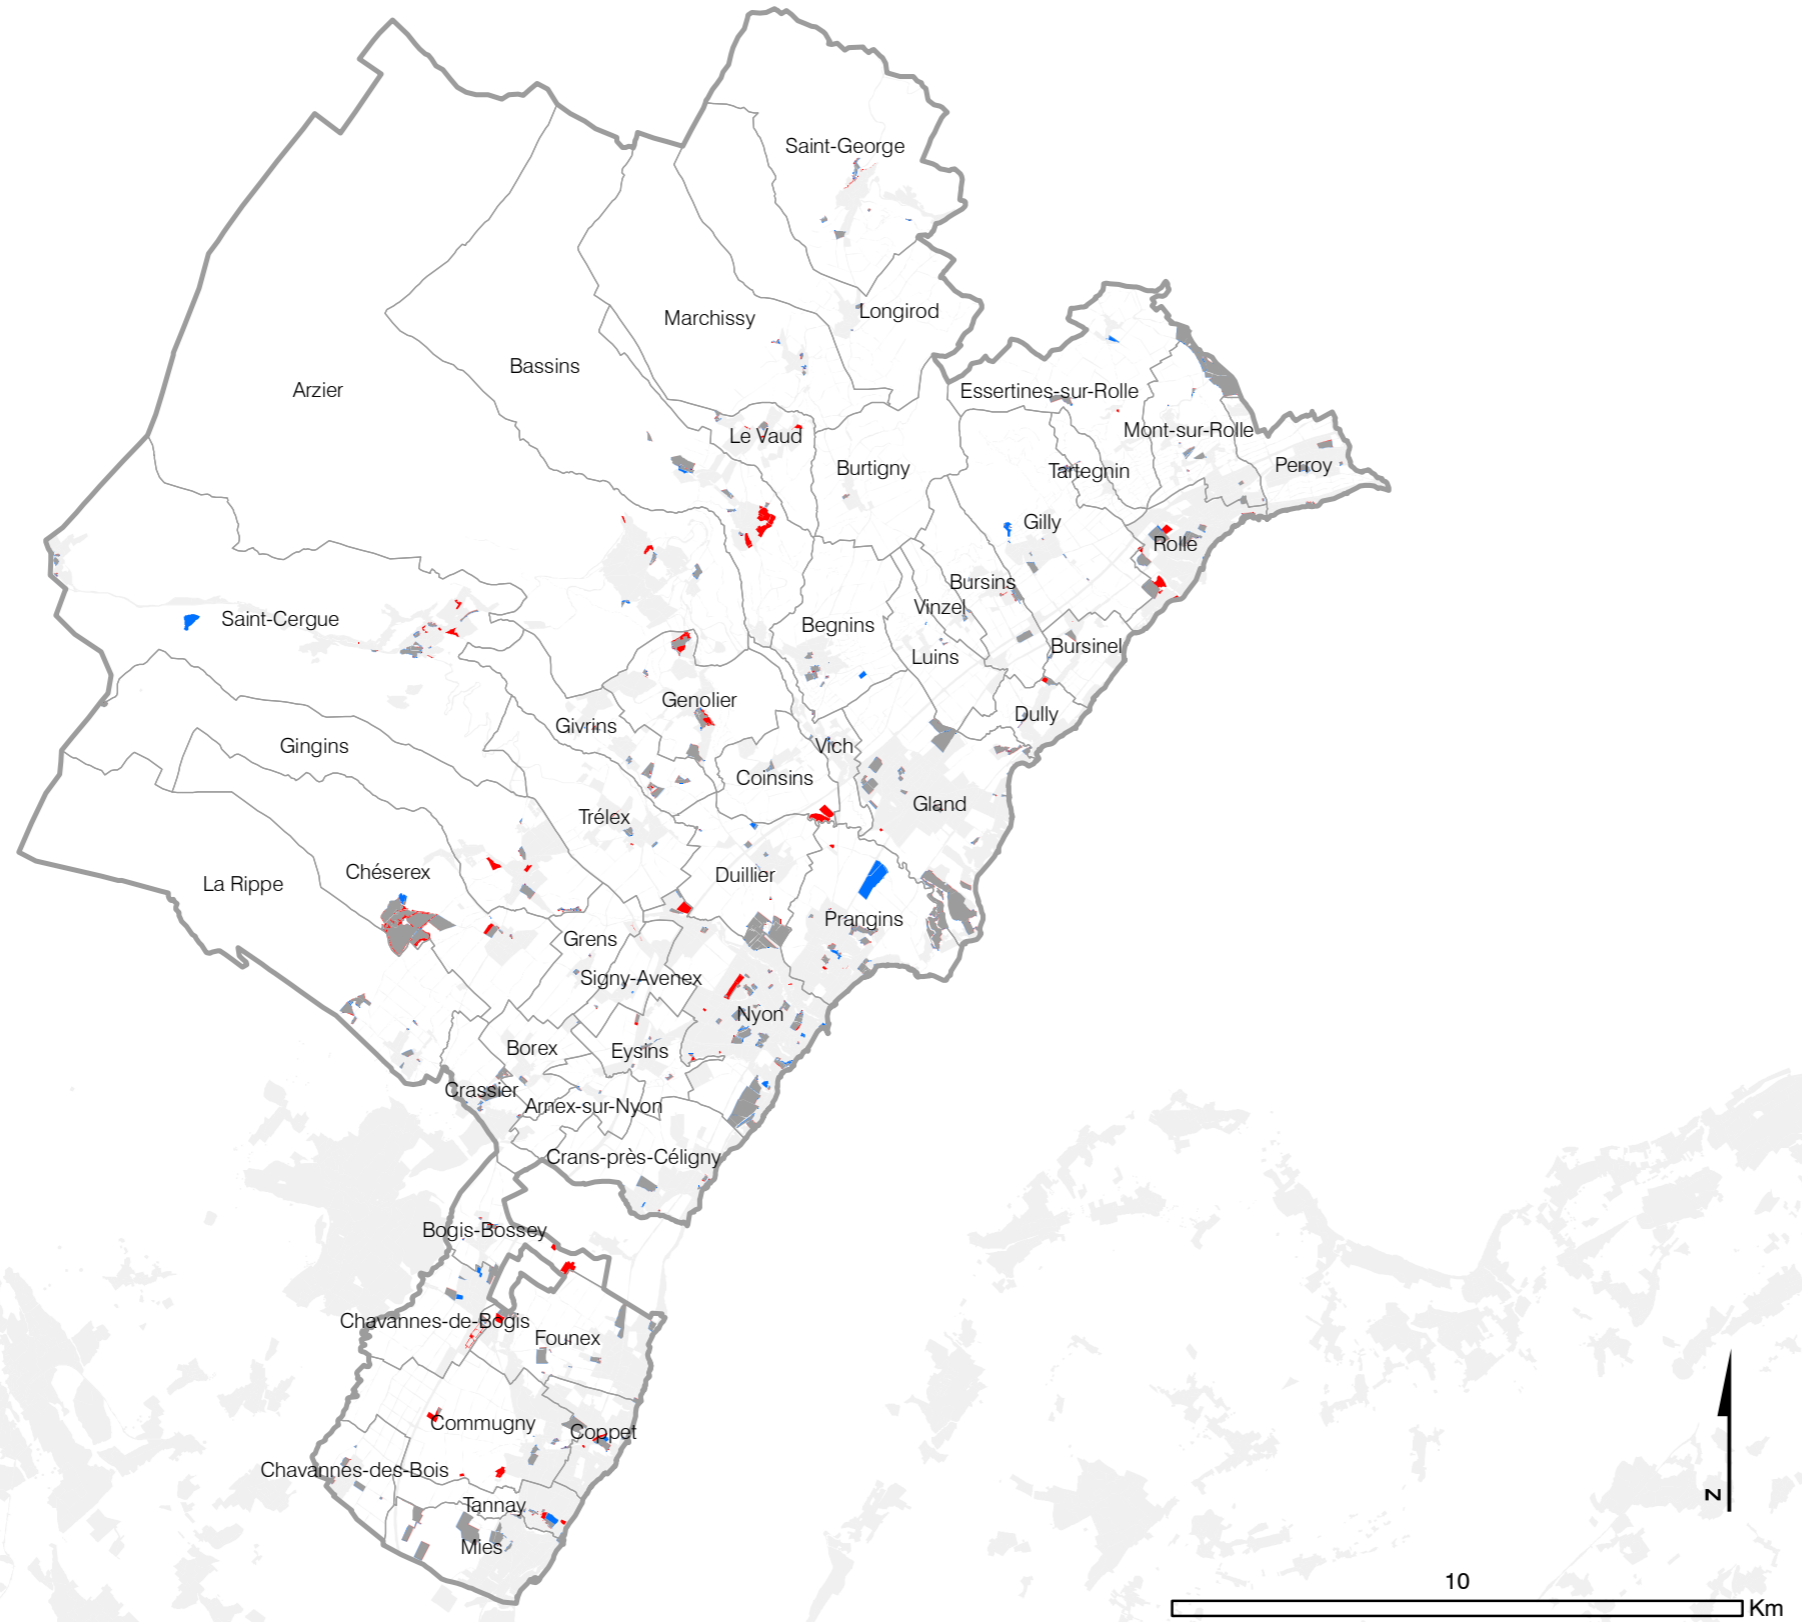 Saint-George
Longirod
Marchissy
Bassins
Arzier
Essertines-sur-Rolle
Le Vaud
Mont-sur-Rolle
Burtigny
Tartegnin
Perroy
Gilly
Rolle
Bursins
Vinzel
Saint-Cergue
Begnins
Luins
Bursinel
Genolier
Givrins
Dully
Gingins
Vich
Coinsins
Gland
Trélex
Chéserex
La Rippe
Duillier
Prangins
Grens
Signy-Avenex
Nyon
Borex
Eysins
Crassier
Arnex-sur-Nyon
Crans-près-Céligny
Bogis-Bossey
Chavannes-de-Bogis
Founex
Commugny
Coppet
Chavannes-des-Bois
Tannay
Mies
N
10
Km